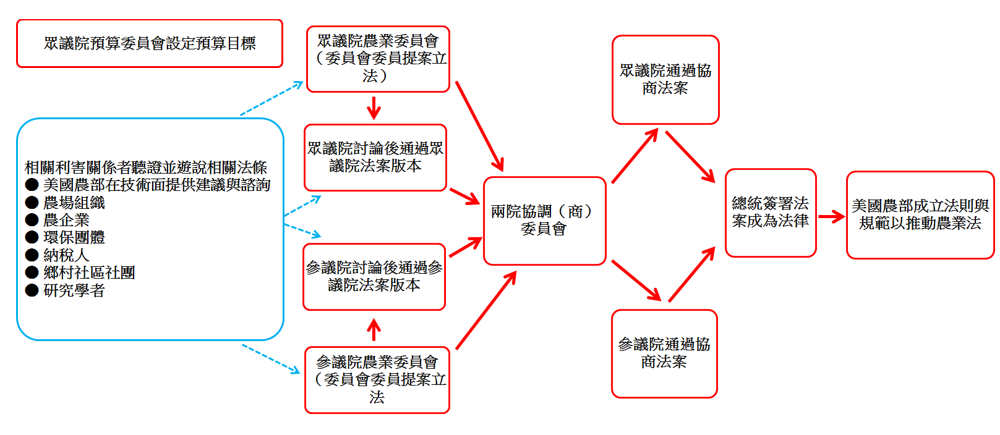 眾議院預算委員會設定預算目標
相關利害關係者聽證並遊說相關法條
● 美國農部在技術面提供建議與諮詢
● 農場組織
● 農企業
● 環保團體
● 納稅人
● 鄉村社區社團
● 研究學者
眾議院農業委員會
（委員會委員提案立
法）
眾議院討論後通過眾
議院法案版本
參議院討論後通過參
議院法案版本
參議院農業委員會
（委員會委員提案立
法
兩院協調（商）
委員會
眾議院通過協
商法案
參議院通過協
商法案
總統簽署法
案成為法律
美國農部成立法則與
規範以推動農業法